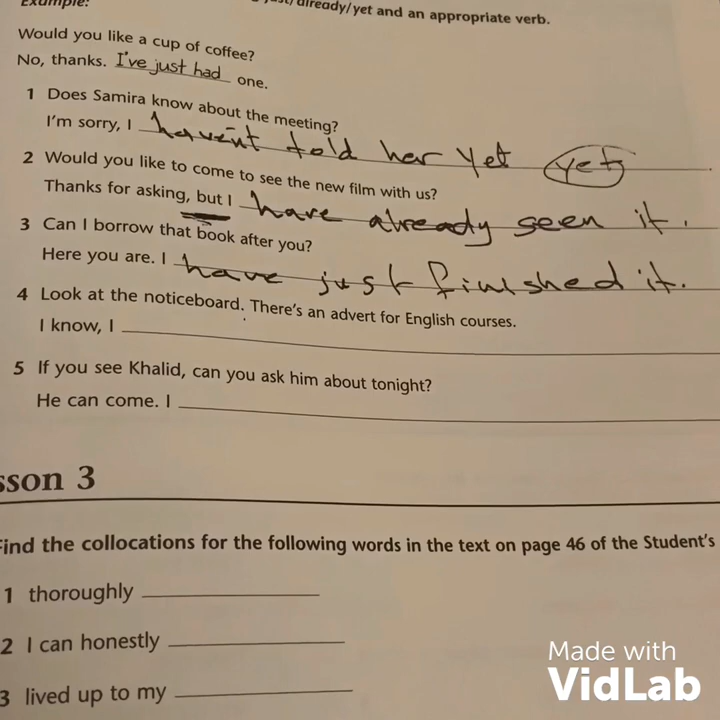 Example:
just/already/yet and an appropriate verb.
Would you like a cup of coffee?
No, thanks. I've just had one.
1 Does Samira know about the meeting?
I'm sorry, I haven't told her yet yet
2 Would you like to come to see the new film with us?
Thanks for asking, but I have already seen it.
3 Can I borrow that book after you?
Here you are. I have just finished it.
4 Look at the noticeboard. There's an advert for English courses.
I know, I
5 If you see Khalid, can you ask him about tonight?
He can come. I
sson 3
Find the collocations for the following words in the text on page 46 of the Student's
1 thoroughly
2 I can honestly
3 lived up to my
Made with
VidLab